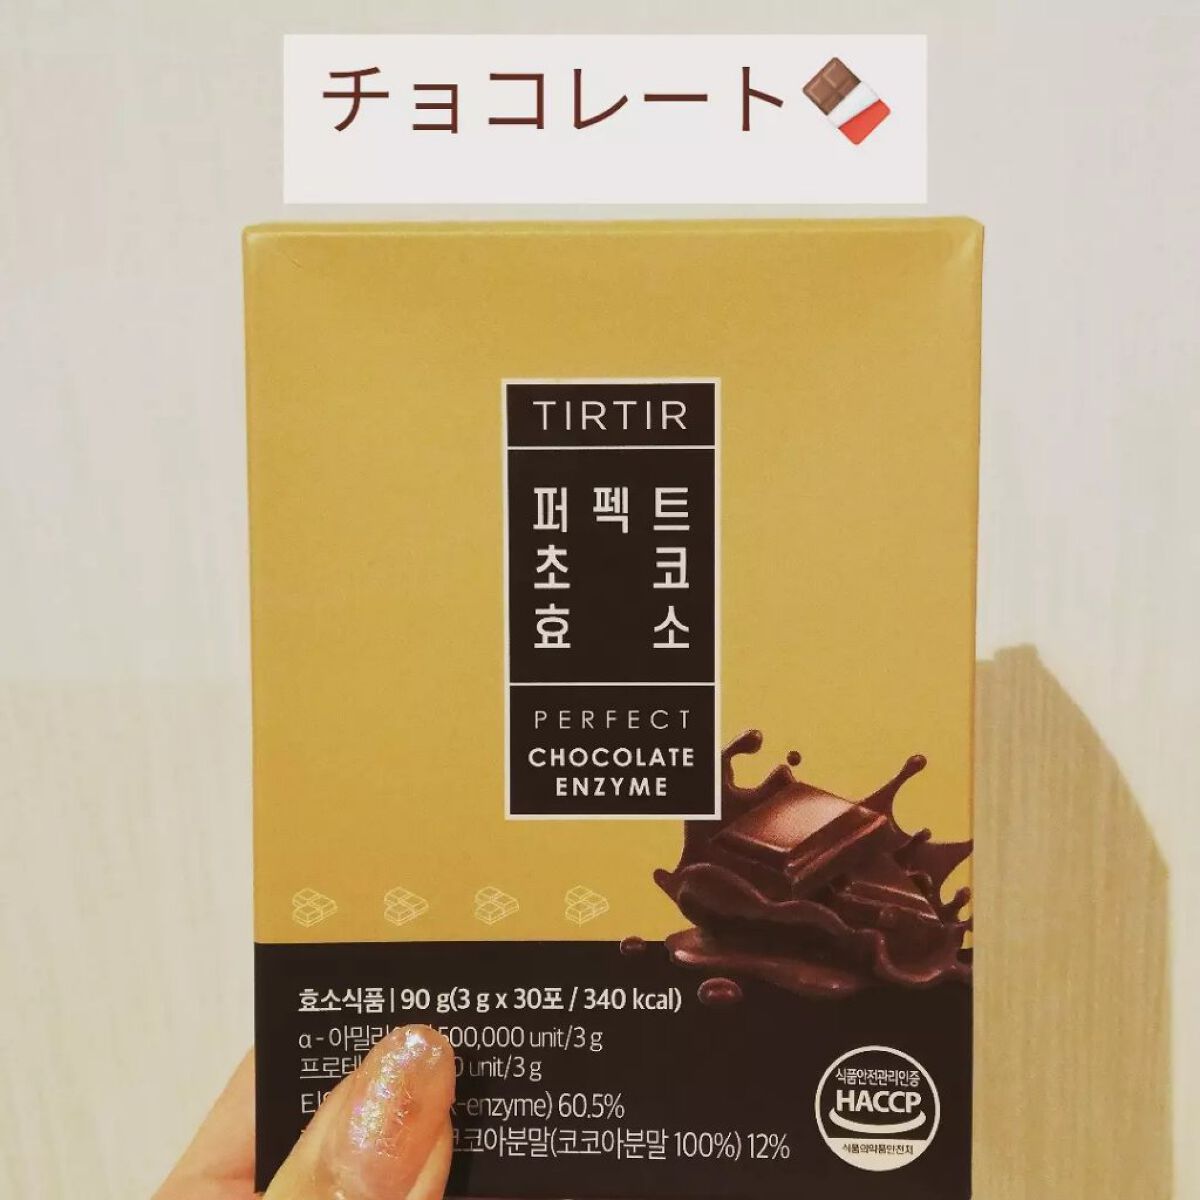 チョコレート🍫
TIRTIR
퍼펙트
초코
효소
PERFECT
CHOCOLATE
ENZYME
효소식품 | 90 g(3 g x 30포 / 340 kcal)
α - 아밀라 500,000 unit/3 g
프로테 unit/3 g
-enzyme) 60.5%
코코아분말(코코아분말 100%) 12%
식품안전관리인증
HACCP
식품의약품안전처